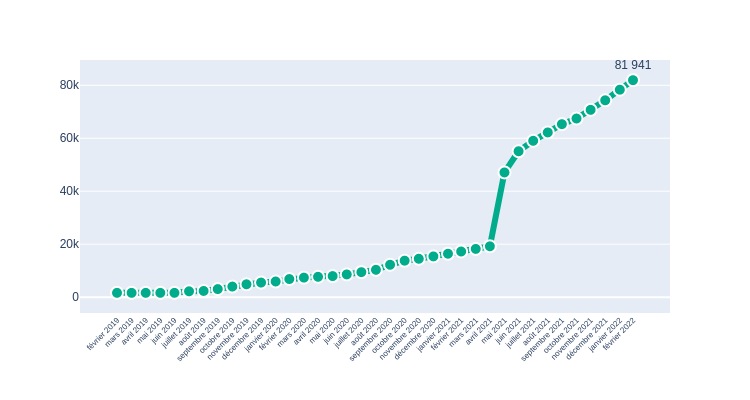 81 941
80k
60k
40k
20k
0
février 2019
mars 2019
avril 2019
mai 2019
juin 2019
juillet 2019
août 2019
septembre 2019
octobre 2019
novembre 2019
décembre 2019
janvier 2020
février 2020
mars 2020
avril 2020
mai 2020
juin 2020
juillet 2020
août 2020
septembre 2020
octobre 2020
novembre 2020
décembre 2020
janvier 2021
février 2021
mars 2021
avril 2021
mai 2021
juin 2021
juillet 2021
août 2021
septembre 2021
octobre 2021
novembre 2021
décembre 2021
janvier 2022
février 2022